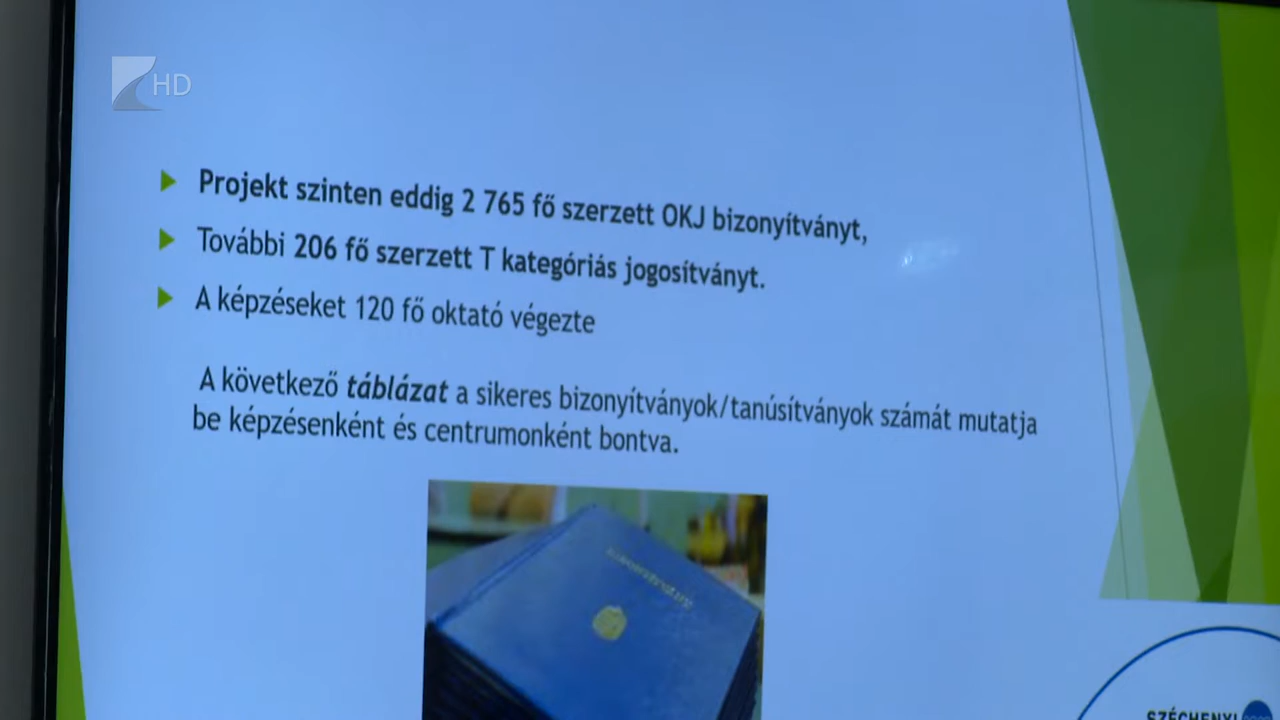 HD
Projekt szinten eddig 2 765 fő szerzett OKJ bizonyítványt,
További 206 fő szerzett T kategóriás jogosítványt.
A képzéseket 120 fő oktató végezte
A következő táblázat a sikeres bizonyítványok/tanúsítványok számát mutatja
be képzésenként és centrumonként bontva.
BIZONYÍTVÁNY
SZÉCHENYI